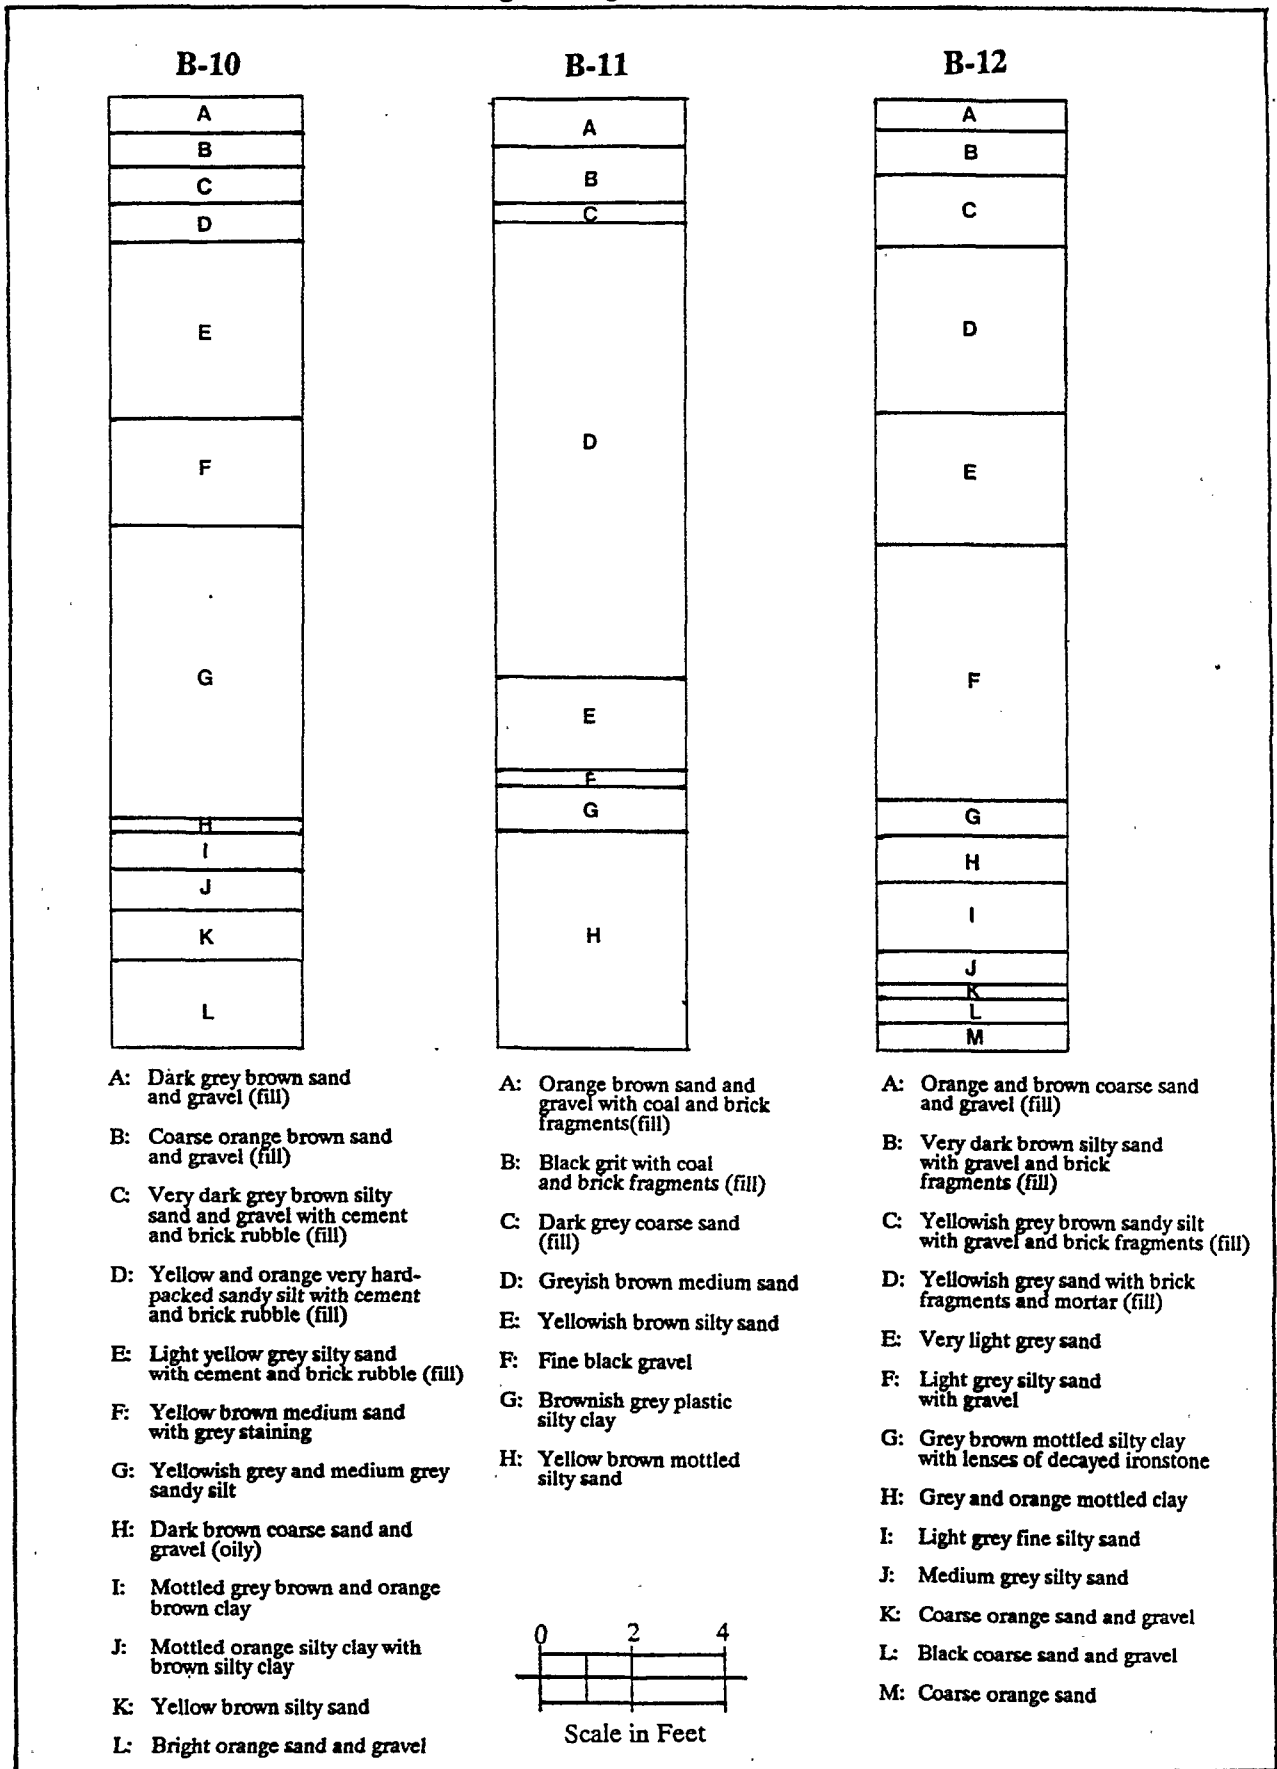 B-10
A
B
C
D
E
F
G
H
I
J
K
L
A: Dark grey brown sand
and gravel (fill)
B: Coarse orange brown sand
and gravel (fill)
C: Very dark grey brown silty
sand and gravel with cement
and brick rubble (fill)
D: Yellow and orange very hard-
packed sandy silt with cement
and brick rubble (fill)
E: Light yellow grey silty sand
with cement and brick rubble (fill)
F: Yellow brown medium sand
with grey staining
G: Yellowish grey and medium grey
sandy silt
H: Dark brown coarse sand and
gravel (oily)
I: Mottled grey brown and orange
brown clay
J: Mottled orange silty clay with
brown silty clay
K: Yellow brown silty sand
L: Bright orange sand and gravel
B-11
A
B
C
D
E
F
G
H
A: Orange brown sand and
gravel with coal and brick
fragments(fill)
B: Black grit with coal
and brick fragments (fill)
C: Dark grey coarse sand
(fill)
D: Greyish brown medium sand
E: Yellowish brown silty sand
F: Fine black gravel
G: Brownish grey plastic
silty clay
H: Yellow brown mottled
silty sand
0 2 4
Scale in Feet
B-12
A
B
C
D
E
F
G
H
I
J
K
L
M
A: Orange and brown coarse sand
and gravel (fill)
B: Very dark brown silty sand
with gravel and brick
fragments (fill)
C: Yellowish grey brown sandy silt
with gravel and brick fragments (fill)
D: Yellowish grey sand with brick
fragments and mortar (fill)
E: Very light grey sand
F: Light grey silty sand
with gravel
G: Grey brown mottled silty clay
with lenses of decayed ironstone
H: Grey and orange mottled clay
I: Light grey fine silty sand
J: Medium grey silty sand
K: Coarse orange sand and gravel
L: Black coarse sand and gravel
M: Coarse orange sand